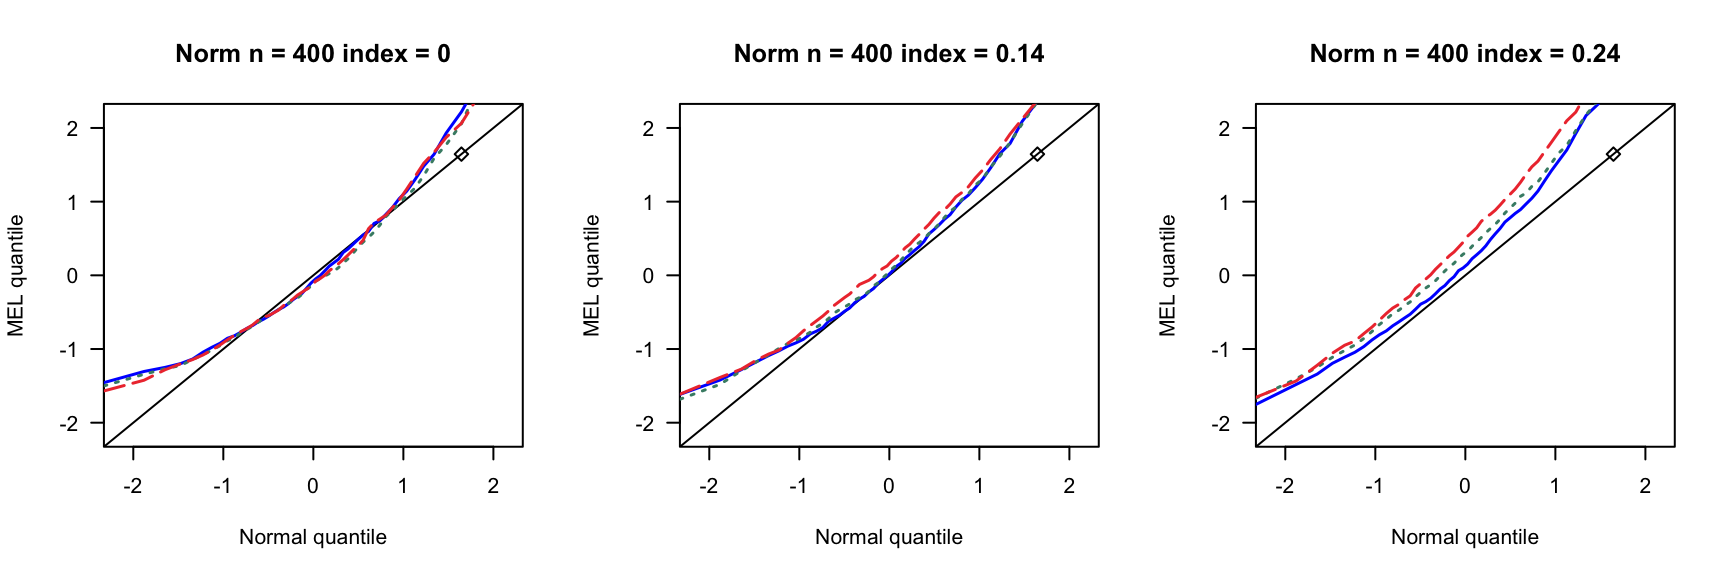 Norm n = 400 index = 0
MEL quantile
2
1
0
-1
-2
-2 -1 0 1 2
Normal quantile
Norm n = 400 index = 0.14
MEL quantile
2
1
0
-1
-2
-2 -1 0 1 2
Normal quantile
Norm n = 400 index = 0.24
MEL quantile
2
1
0
-1
-2
-2 -1 0 1 2
Normal quantile